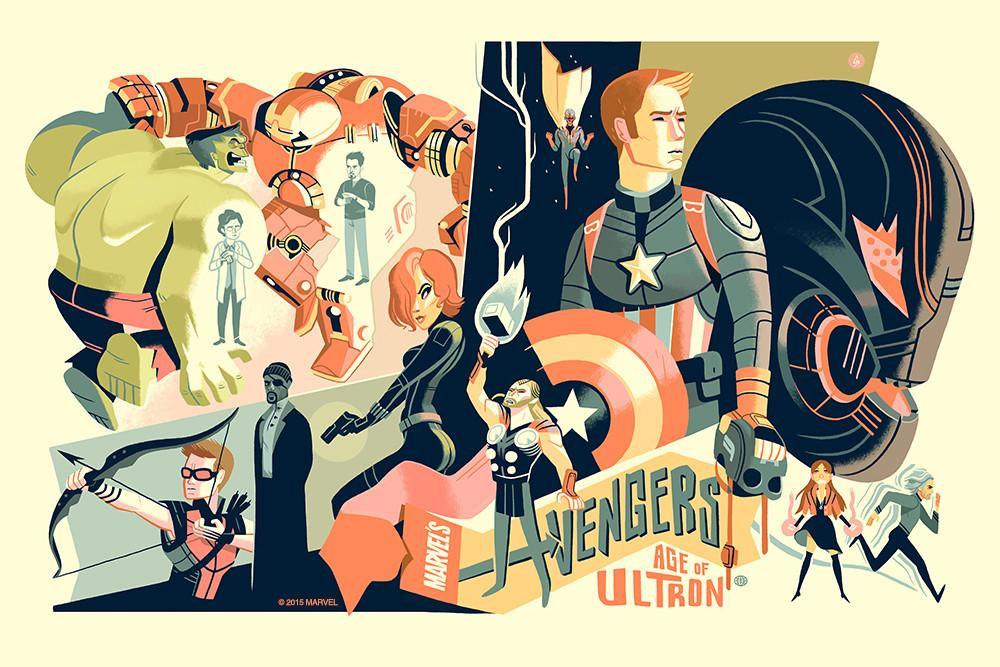 MARVEL'S
AVENGERS
AGE OF
ULTRON
© 2015 MARVEL